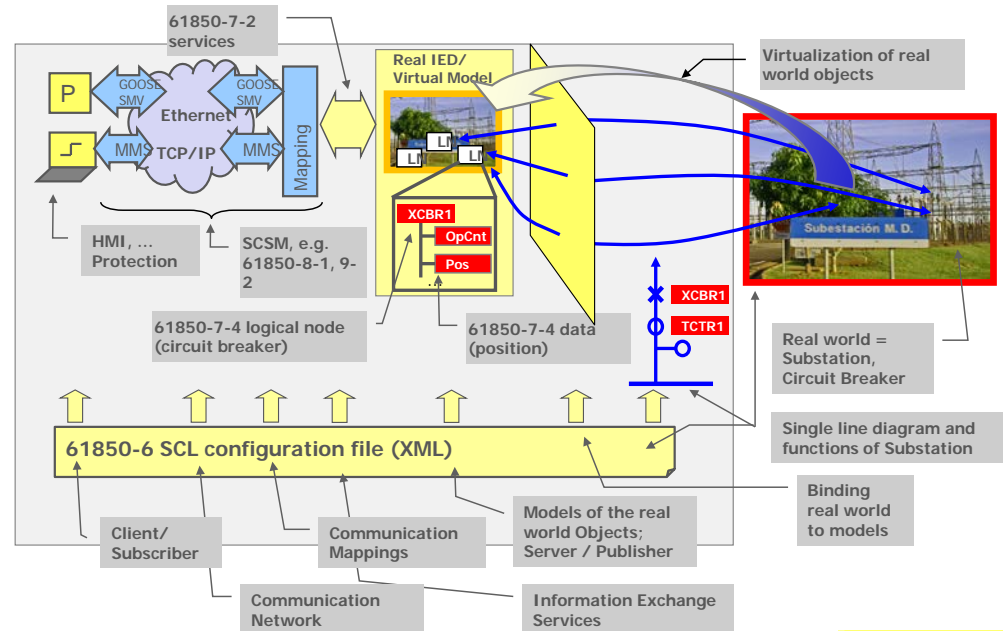 61850-7-2
services
Real IED/
Virtual Model
Virtualization of real
world objects
P
GOOSE
SMV
GOOSE
SMV
Ethernet
MMS
TCP/IP
MMS
Mapping
LN
LN
LN
XCBR1
OpCnt
Pos
...
Subestación M. D.
HMI, ...
Protection
SCSM, e.g.
61850-8-1, 9-
2
61850-7-4 logical node
(circuit breaker)
61850-7-4 data
(position)
XCBR1
TCTR1
Real world =
Substation,
Circuit Breaker
61850-6 SCL configuration file (XML)
Single line diagram and
functions of Substation
Binding
real world
to models
Client/
Subscriber
Communication
Mappings
Models of the real
world Objects;
Server / Publisher
Communication
Network
Information Exchange
Services